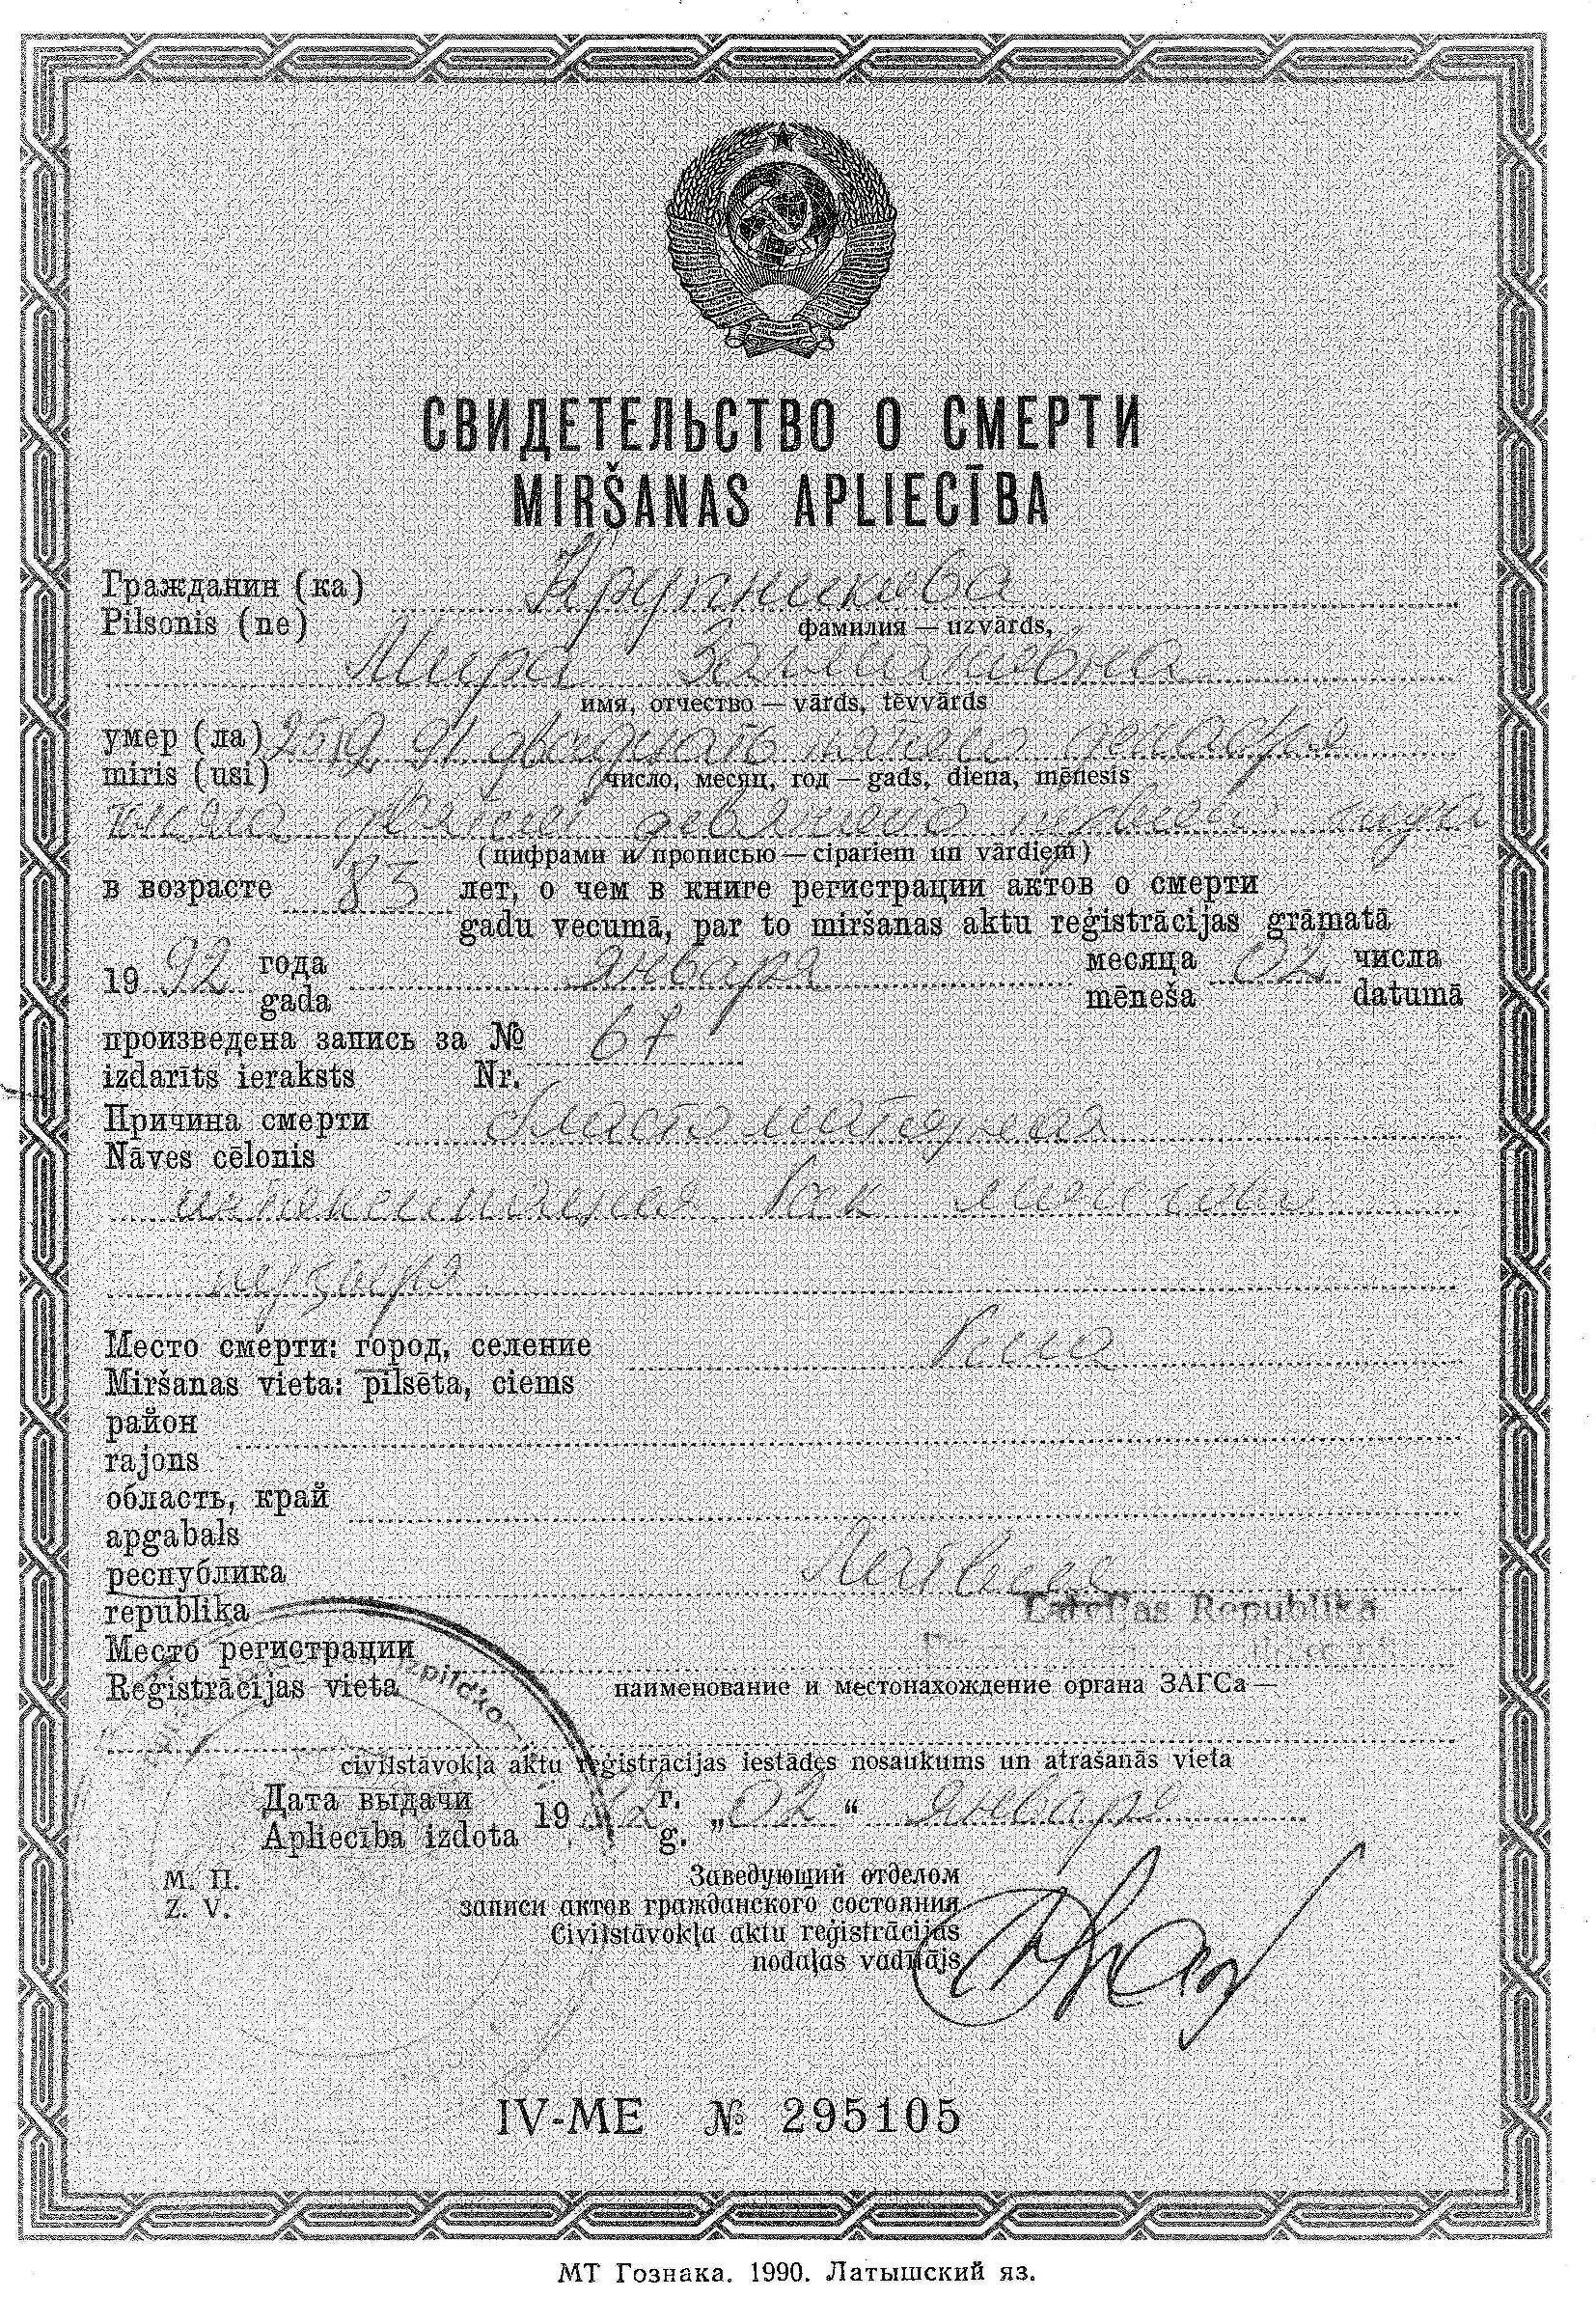 СВИДЕТЕЛЬСТВО О СМЕРТИ
MIRŠANAS APLIECĪBA
Гражданин (ка) Крупникова
Pilsonis (ne)
фамилия — uzvārds,
Мира Залмановна
имя, отчество — vārds, tēvvārds
умер (ла) 25 12 91 двадцать пятого декабря
miris (usi)
число, месяц, год — gads, diena, mēnesis
тысяча девятьсот девяносто первого года
(цифрами и прописью — cipariem un vārdiem)
в возрасте 85 лет, о чем в книге регистрации актов о смерти
gadu vecumā, par to miršanas aktu reģistrācijas grāmatā
19 92 года января месяца 02 числа
gada mēneša datumā
произведена запись за № 67
izdarīts ieraksts Nr.
Причина смерти
Nāves cēlonis
интоксикация. Рак мочевого
пузыря
Место смерти: город, селение Рига
Miršanas vieta: pilsēta, ciems
район
rajons
область, край
apgabals
республика Латвия
republika
Latvijas Republika
Место регистрации
Reģistrācijas vieta
наименование и местонахождение органа ЗАГСа —
civilstāvokļa aktu reģistrācijas iestādes nosaukums un atrašanās vieta
Дата выдачи 19 92 г. „ 02 “ января
Apliecība izdota g.
М. П.
Z. V.
Заведующий отделом
записи актов гражданского состояния
Civilstāvokļa aktu reģistrācijas
nodaļas vadītājs
IV-ME № 295105
МТ Гознака. 1990. Латышский яз.